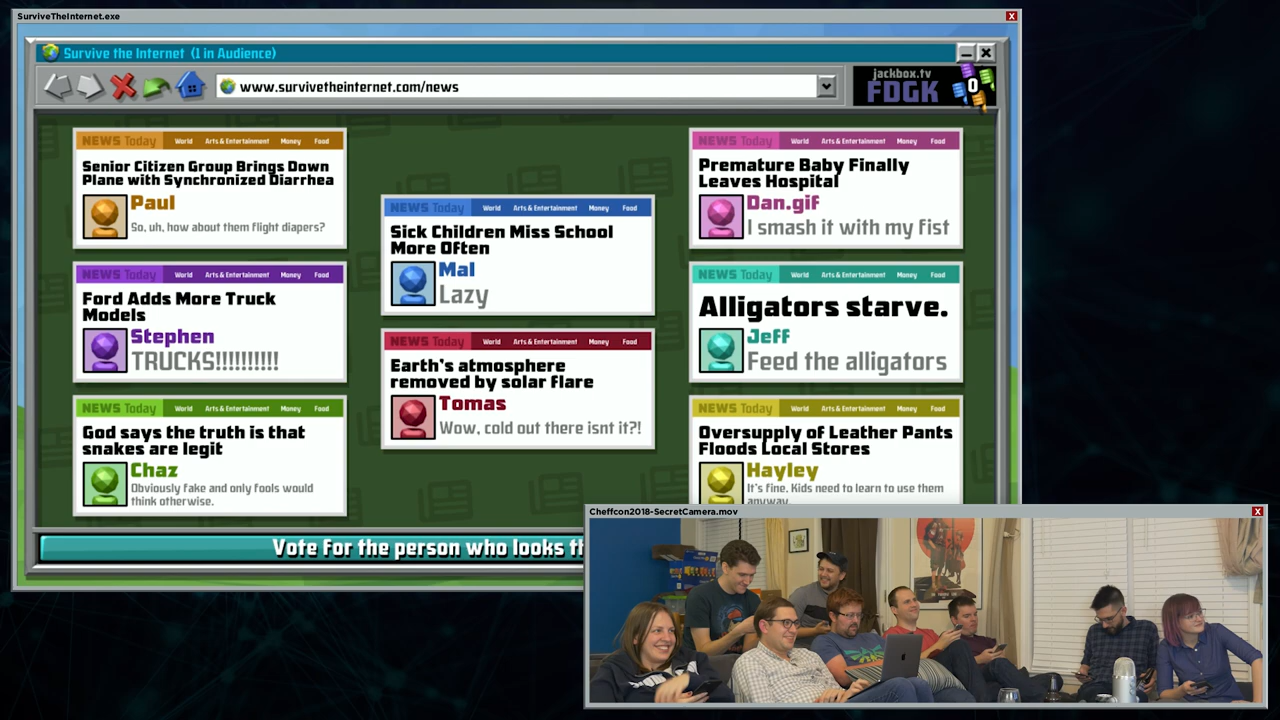 SurviveTheInternet.exe
X
Survive the Internet (1 in Audience)
www.survivetheinternet.com/news
jackbox.tv
FDGK
0
NEWS Today World Arts & Entertainment Money Food
Senior Citizen Group Brings Down
Plane with Synchronized Diarrhea
Paul
So, uh, how about them flight diapers?
NEWS Today World Arts & Entertainment Money Food
Ford Adds More Truck
Models
Stephen
TRUCKS!!!!!!!!!!
NEWS Today World Arts & Entertainment Money Food
God says the truth is that
snakes are legit
Chaz
Obviously fake and only fools would
think otherwise.
NEWS Today World Arts & Entertainment Money Food
Sick Children Miss School
More Often
Mal
Lazy
NEWS Today World Arts & Entertainment Money Food
Earth's atmosphere
removed by solar flare
Tomas
Wow, cold out there isnt it?!
NEWS Today World Arts & Entertainment Money Food
Premature Baby Finally
Leaves Hospital
Dan.gif
I smash it with my fist
NEWS Today World Arts & Entertainment Money Food
Alligators starve.
Jeff
Feed the alligators
NEWS Today World Arts & Entertainment Money Food
Oversupply of Leather Pants
Floods Local Stores
Hayley
It's fine. Kids need to learn to use them
anyway
Vote for the person who looks
Cheffcon2018-SecretCamera.mov
X